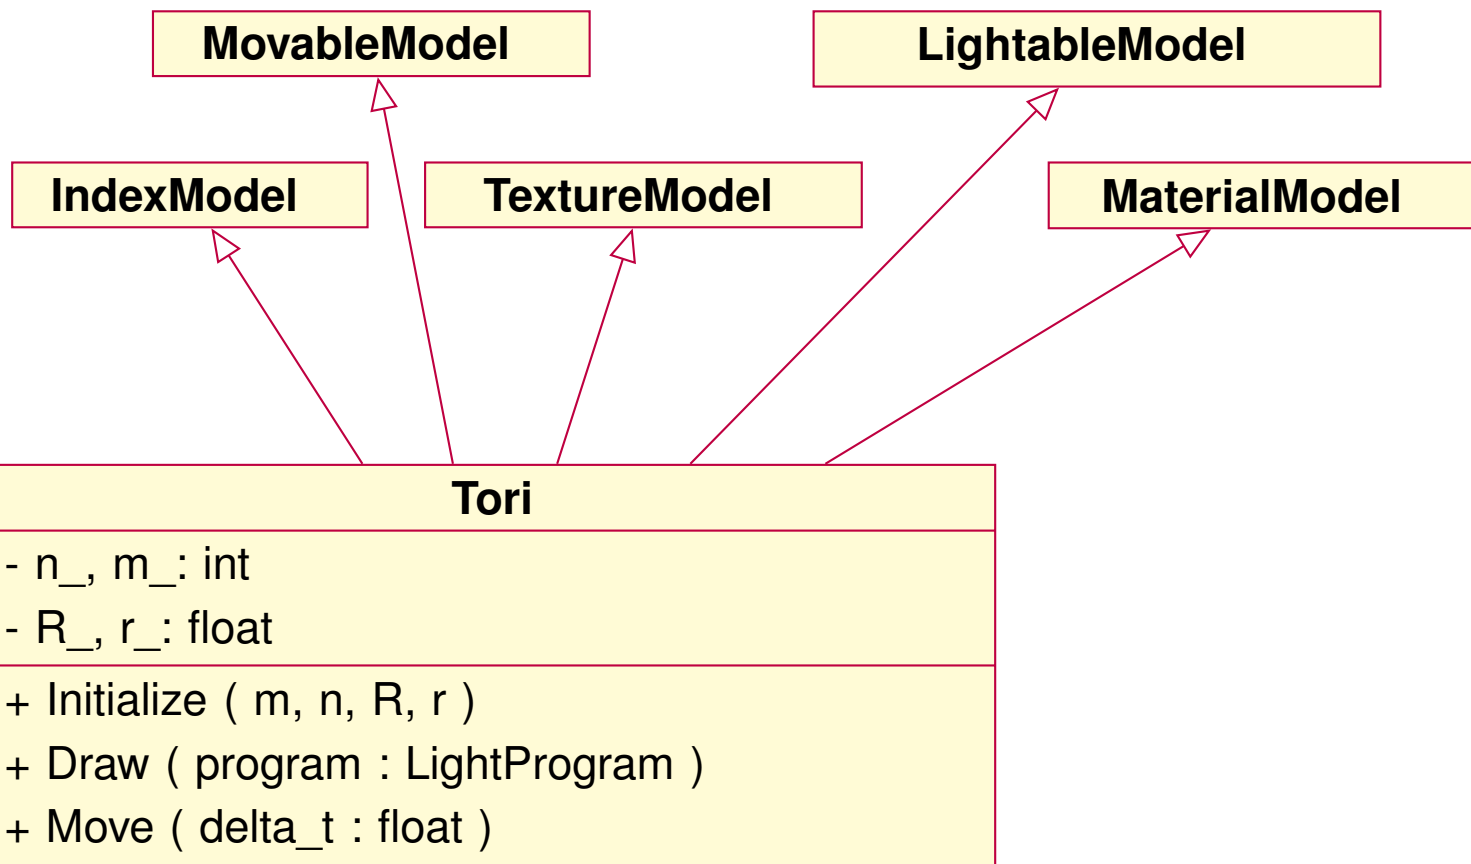 MovableModel
LightableModel
IndexModel
TextureModel
MaterialModel
Tori
- n_, m_: int
- R_, r_: float
+ Initialize ( m, n, R, r )
+ Draw ( program : LightProgram )
+ Move ( delta_t : float )